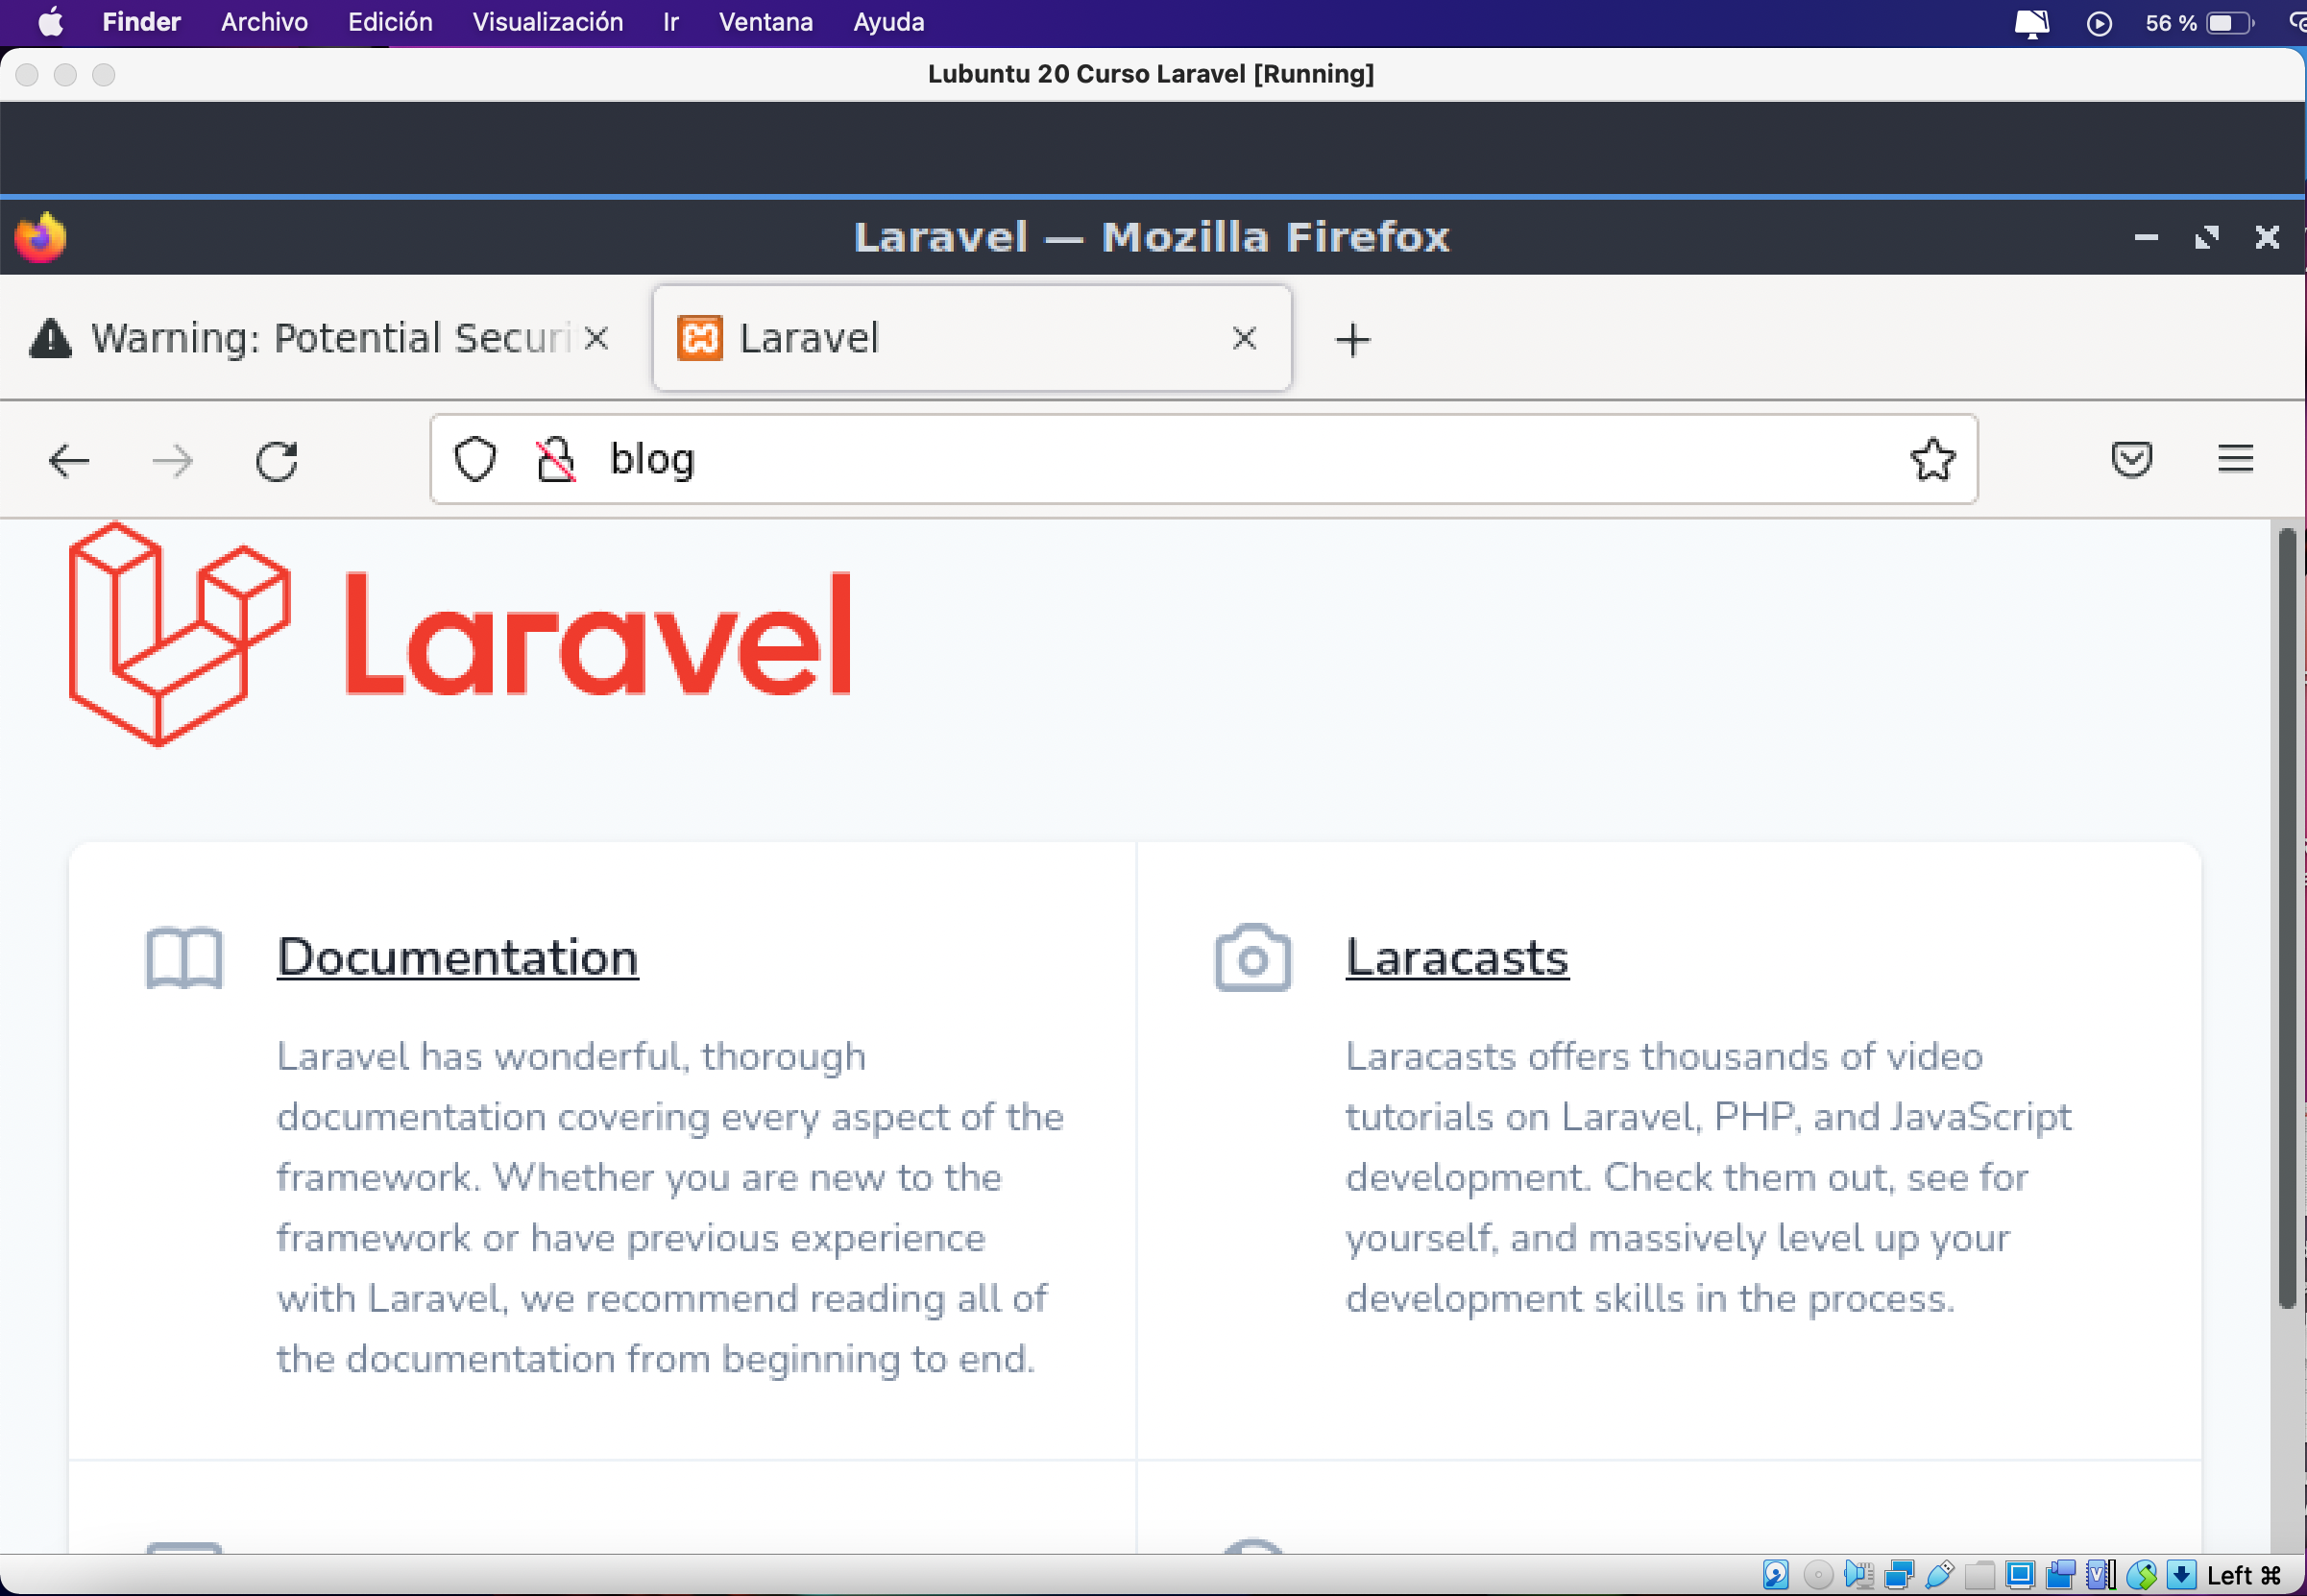 Finder Archivo Edición Visualización Ir Ventana Ayuda 56 %
Lubuntu 20 Curso Laravel [Running]
Laravel — Mozilla Firefox
Warning: Potential Securi Laravel
blog
Laravel
Documentation
Laravel has wonderful, thorough
documentation covering every aspect of the
framework. Whether you are new to the
framework or have previous experience
with Laravel, we recommend reading all of
the documentation from beginning to end.
Laracasts
Laracasts offers thousands of video
tutorials on Laravel, PHP, and JavaScript
development. Check them out, see for
yourself, and massively level up your
development skills in the process.
Left ⌘